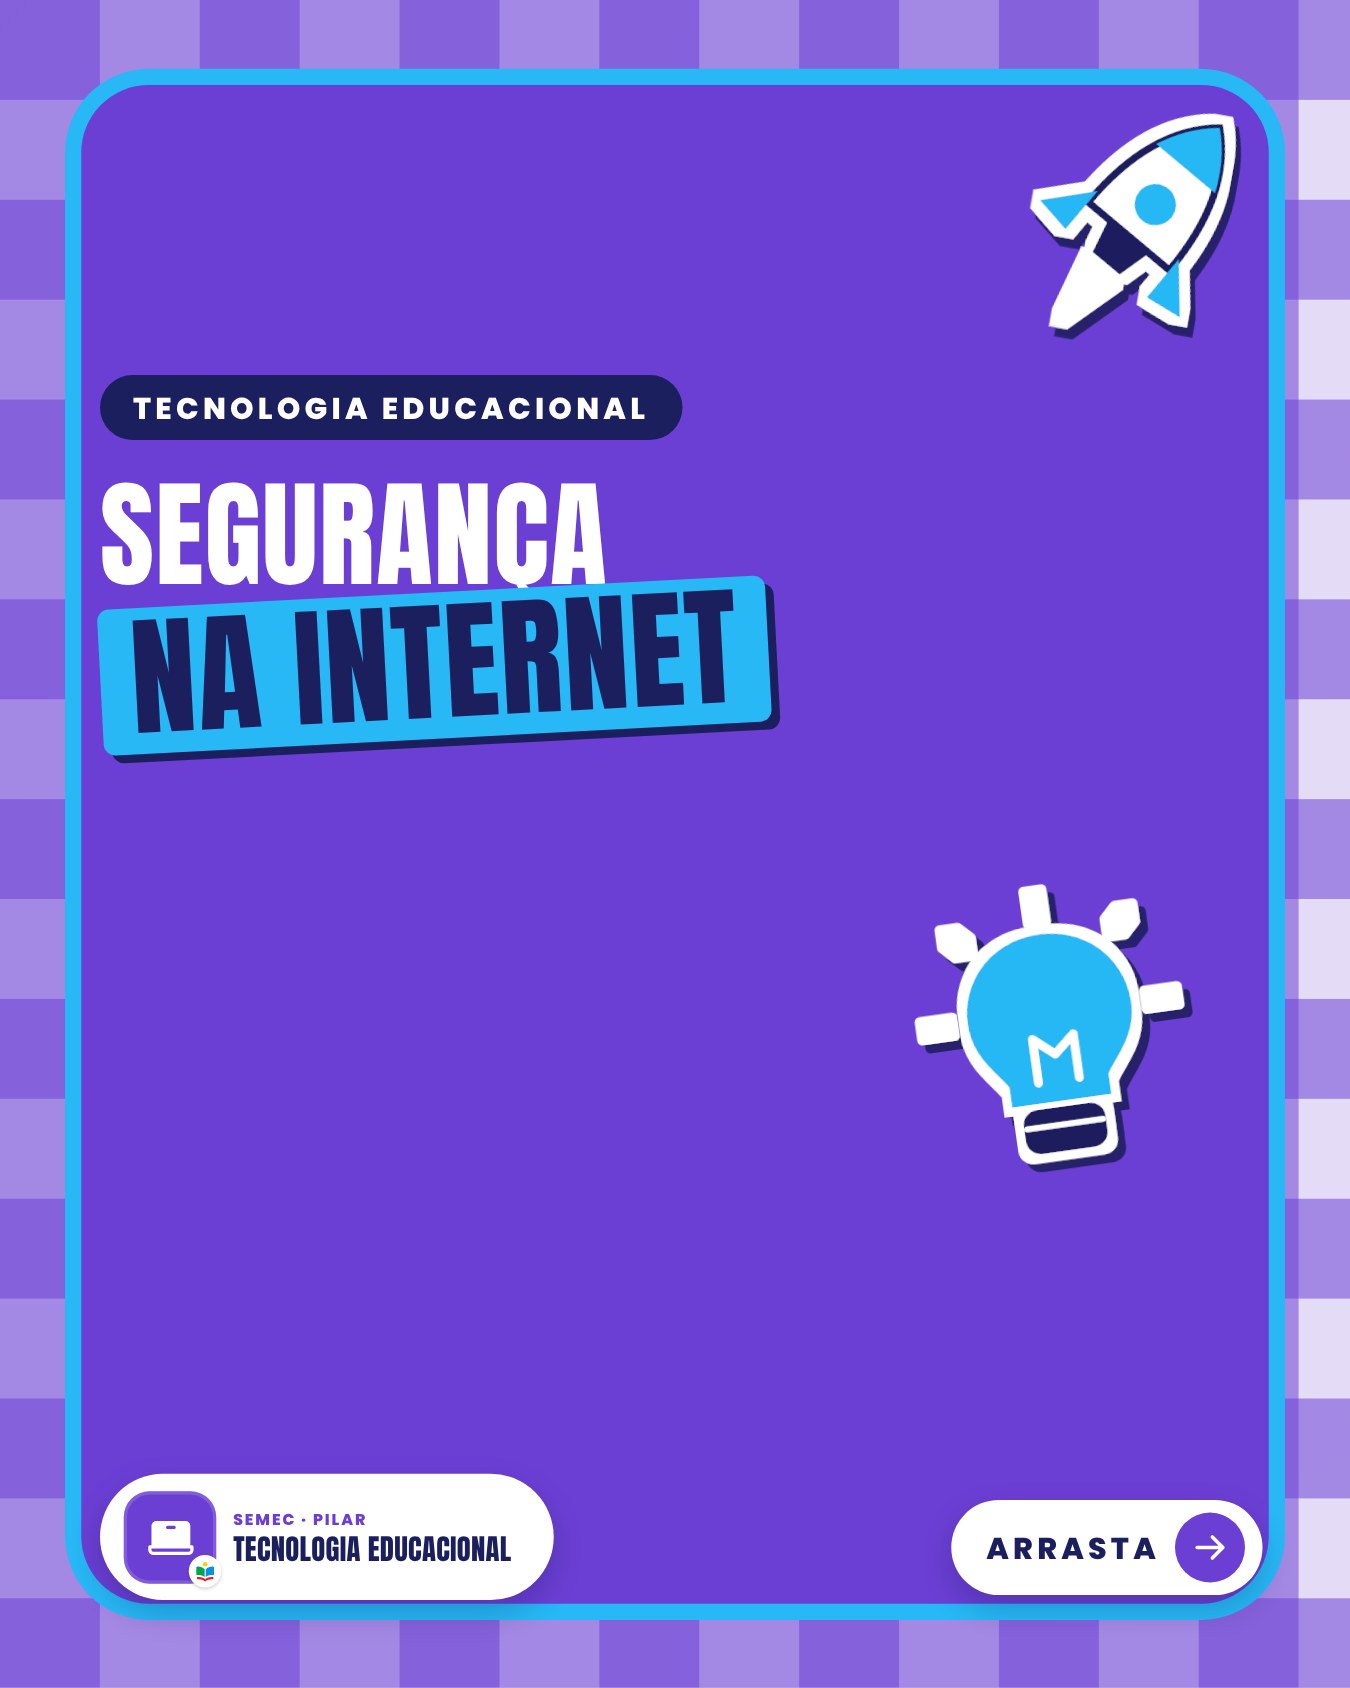 TECNOLOGIA EDUCACIONAL
SEGURANÇA
NA INTERNET
SEMEC · PILAR
TECNOLOGIA EDUCACIONAL
ARRASTA